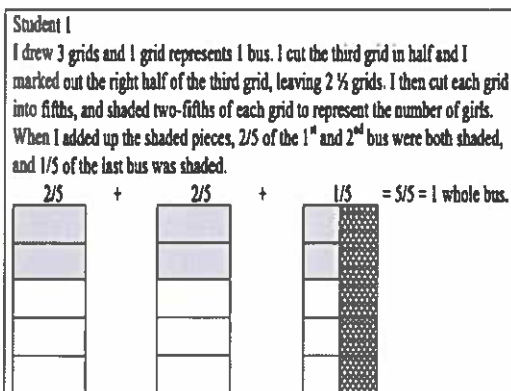 Student 1
I drew 3 grids and 1 grid represents 1 bus. I cut the third grid in half and I
marked out the right half of the third grid, leaving 2 ½ grids. I then cut each grid
into fifths, and shaded two-fifths of each grid to represent the number of girls.
When I added up the shaded pieces, 2/5 of the 1st and 2nd bus were both shaded,
and 1/5 of the last bus was shaded.
2/5 + 2/5 + 1/5 = 5/5 = 1 whole bus.